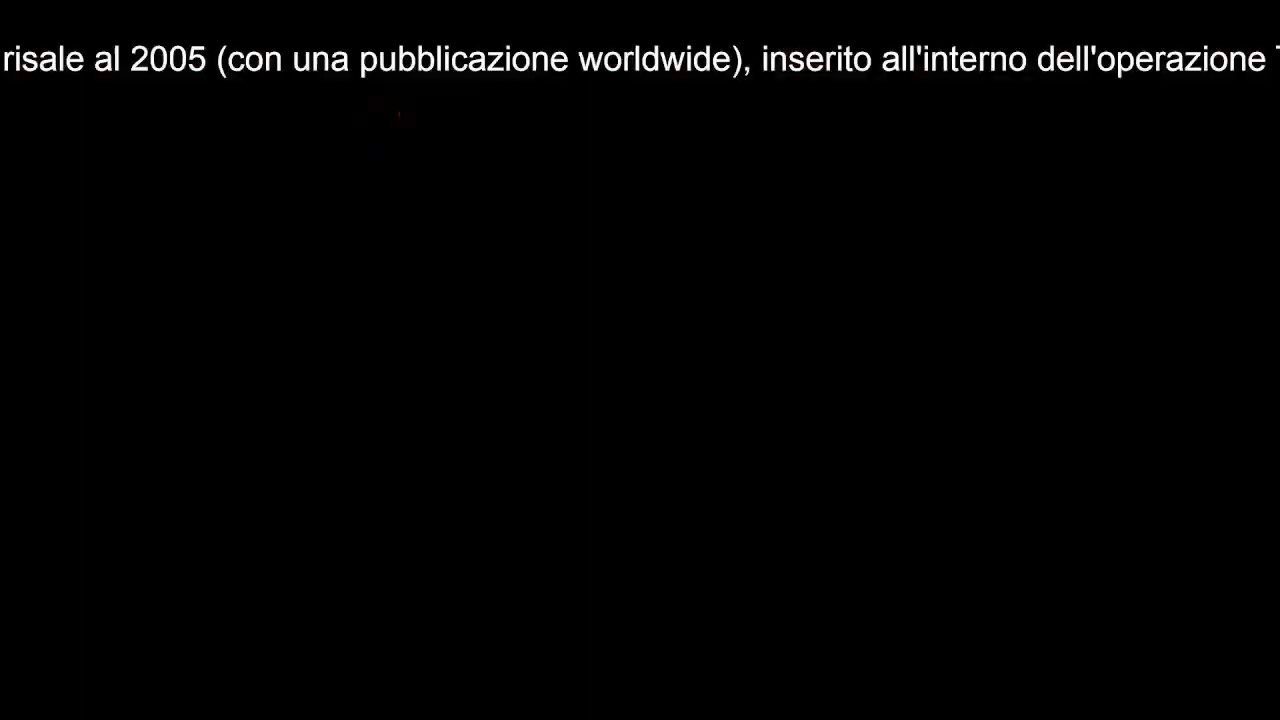 risale al 2005 (con una pubblicazione worldwide), inserito all'interno dell'operazione